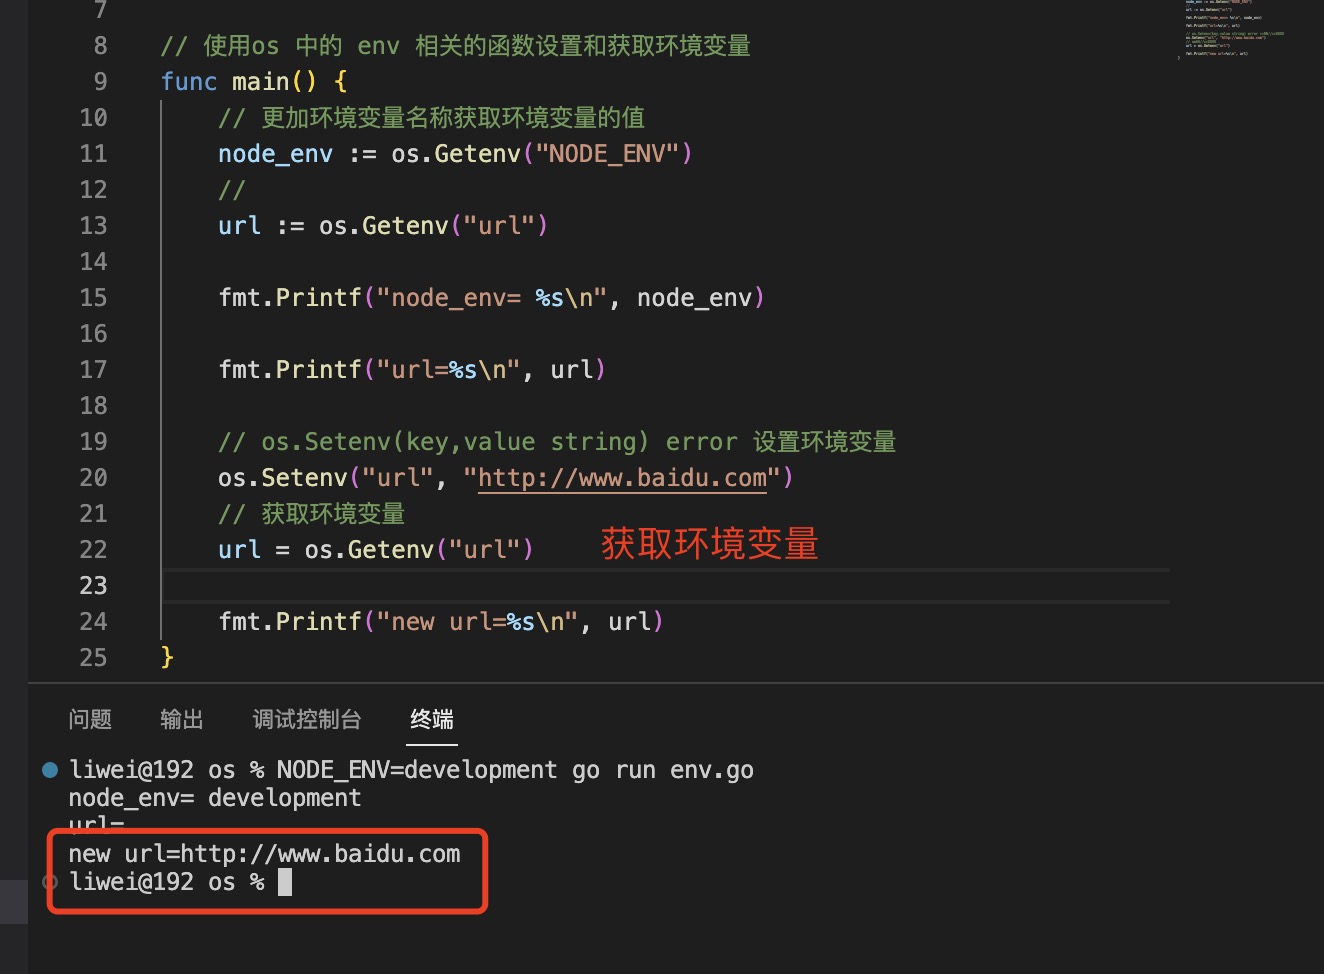 7
8 // 使用os 中的 env 相关的函数设置和获取环境变量
9 func main() {
10 // 更加环境变量名称获取环境变量的值
11 node_env := os.Getenv("NODE_ENV")
12 //
13 url := os.Getenv("url")
14
15 fmt.Printf("node_env= %s\n", node_env)
16
17 fmt.Printf("url=%s\n", url)
18
19 // os.Setenv(key,value string) error 设置环境变量
20 os.Setenv("url", "http://www.baidu.com")
21 // 获取环境变量
22 url = os.Getenv("url") 获取环境变量
23
24 fmt.Printf("new url=%s\n", url)
25 }
问题 输出 调试控制台 终端
liwei@192 os % NODE_ENV=development go run env.go
node_env= development
url=
new url=http://www.baidu.com
liwei@192 os %